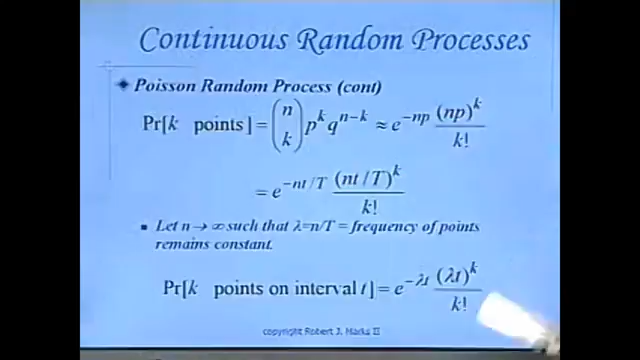 Continuous Random Processes
Poisson Random Process (cont)
Pr[k points] = (n k) p^k q^{n-k} ≈ e^{-np} (np)^k / k!
= e^{-nt/T} (nt/T)^k / k!
Let n → ∞ such that λ=n/T = frequency of points
remains constant.
Pr[k points on interval t] = e^{-λt} (λt)^k / k!
copyright Robert J. Marks II